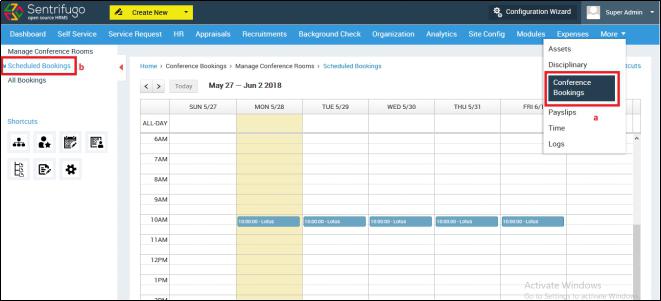 Sentrifugo
open source HRMS
Create New
Configuration Wizard
Super Admin
Dashboard Self Service Service Request HR Appraisals Recruitments Background Check Organization Analytics Site Config Modules Expenses More
Manage Conference Rooms
Scheduled Bookings b
All Bookings
Shortcuts
Home › Conference Bookings › Manage Conference Rooms › Scheduled Bookings
Today May 27 — Jun 2 2018
SUN 5/27 MON 5/28 TUE 5/29 WED 5/30 THU 5/31 FRI 6/1
ALL-DAY
6AM
7AM
8AM
9AM
10AM 10:00:00 - Lotus 10:00:00 - Lotus 10:00:00 - Lotus 10:00:00 - Lotus 10:00:00 - Lotus
11AM
12PM
1PM
2PM
Assets
Disciplinary
Conference
Bookings
a
Payslips
Time
Logs
Activate Windows
Go to Settings to activate Windows